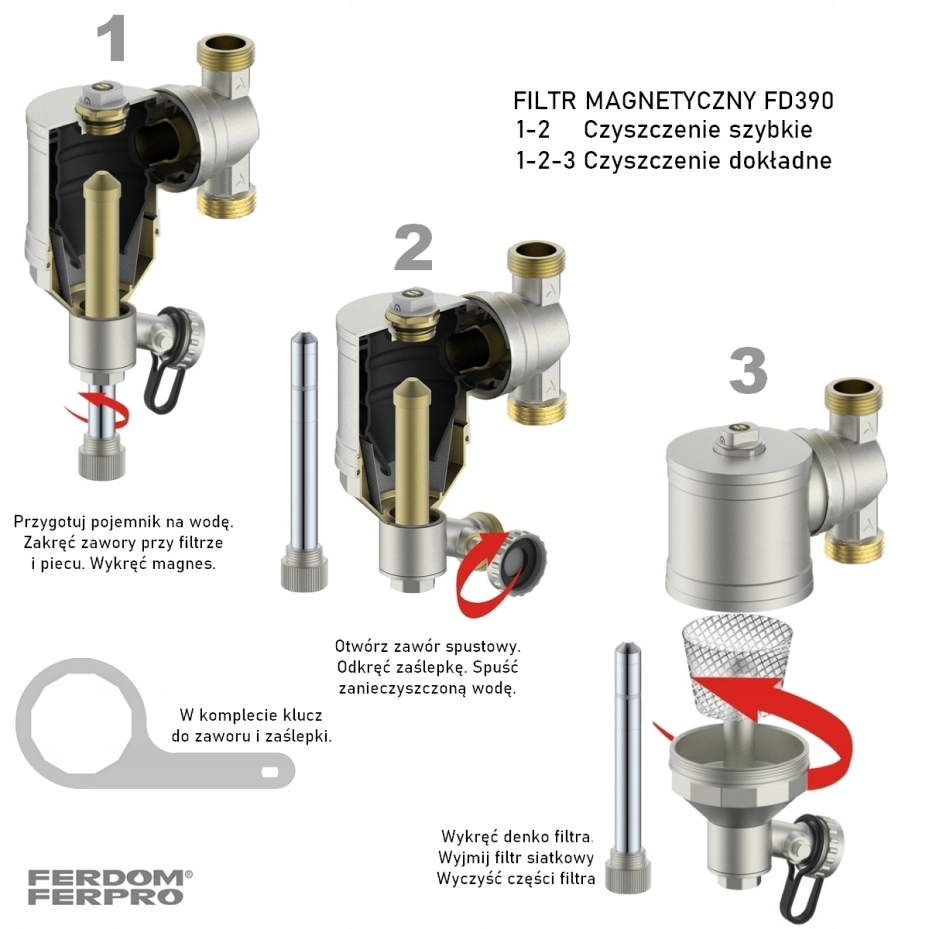 1
FILTR MAGNETYCZNY FD390
1-2 Czyszczenie szybkie
1-2-3 Czyszczenie dokładne
2
3
Przygotuj pojemnik na wodę.
Zakręć zawory przy filtrze
i piecu. Wykręć magnes.
Otwórz zawór spustowy.
Odkręć zaślepkę. Spuść
zanieczyszczoną wodę.
W komplecie klucz
do zaworu i zaślepki.
Wykręć denko filtra.
Wyjmij filtr siatkowy
Wyczyść części filtra
FERDOM®
FERPRO